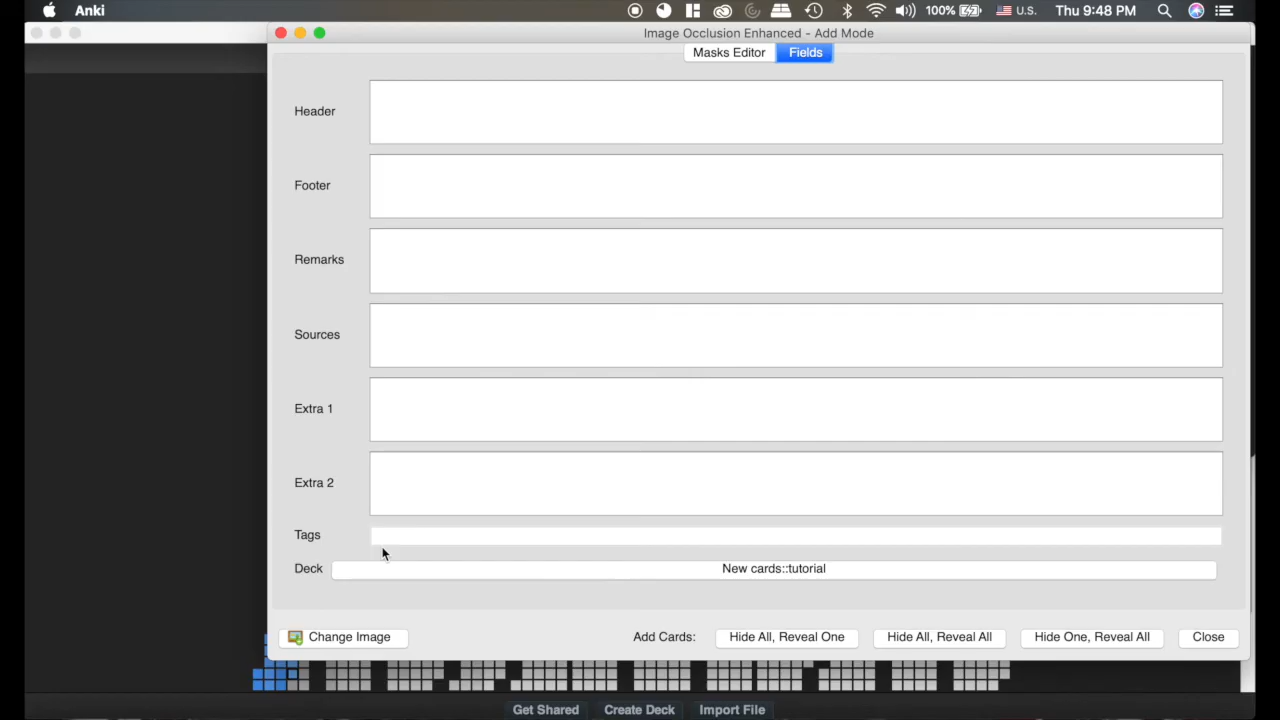 Anki
100%
U.S.
Thu 9:48 PM
Image Occlusion Enhanced - Add Mode
Masks Editor
Fields
Header
Footer
Remarks
Sources
Extra 1
Extra 2
Tags
Deck
New cards::tutorial
Change Image
Add Cards:
Hide All, Reveal One
Hide All, Reveal All
Hide One, Reveal All
Close
Get Shared
Create Deck
Import File